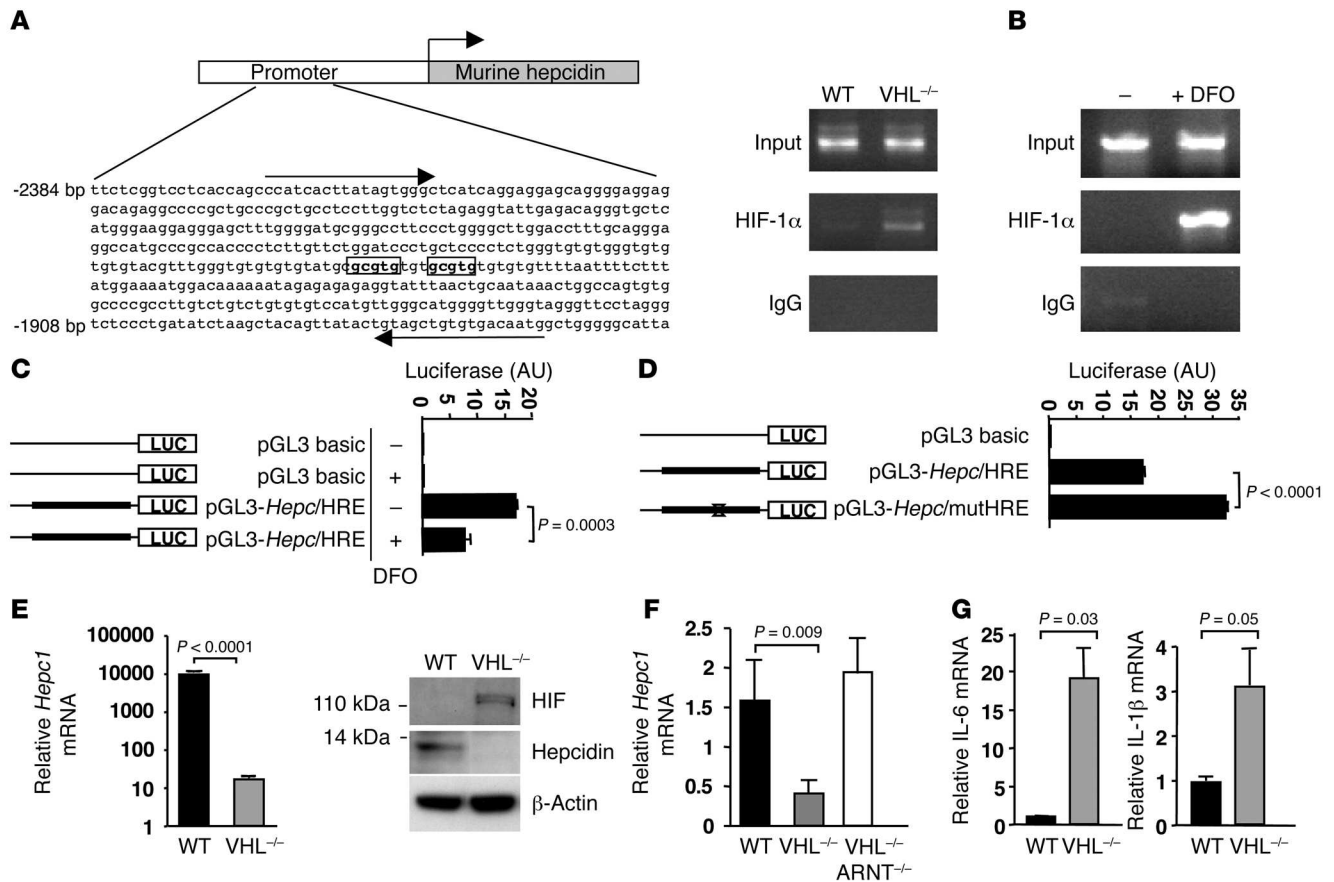 A
Promoter
Murine hepcidin
-2384 bp
ttctcggtcctcaccagcccatcacttatagtgggctcatcaggaggagcaggggaggag
gacagaggccccgctgcccgctgcctccttggtctctagaggtattgagacagggtgctc
atgggaaggagggagctttggggatgcgggccttccctggggcttggacctttgcagggga
ggccatgcccgccaccctcttgttctggatccctgctcccctctgggtgtgtgggtgtg
tgtgtacgtttgggtgtgtgtgtgtatgcgcgtgtgtgcgtgtgtgtgttttaattttcttt
atggaaaatggacaaaaaatagagagagaggtatttaactgcaataaactggccagtgtg
gccccgccttgtctgtctgtgtgtgtccatgttgggcatgggggttgggtagggttcctaggg
tctccctgatatctaagctacagttatactgtagctgtgtgacaatggctgggggcatta
-1908 bp
WT VHL–/–
Input
HIF-1α
IgG
B
– + DFO
Input
HIF-1α
IgG
C
Luciferase (AU)
0 5 10 15 20
LUC pGL3 basic –
LUC pGL3 basic +
LUC pGL3-Hepc/HRE –
LUC pGL3-Hepc/HRE +
P = 0.0003
DFO
D
Luciferase (AU)
0 5 10 15 20 25 30 35
LUC pGL3 basic
LUC pGL3-Hepc/HRE
LUC pGL3-Hepc/mutHRE
P < 0.0001
E
Relative Hepc1
mRNA
100000
10000
1000
100
10
1
P < 0.0001
WT VHL–/–
WT VHL–/–
110 kDa
HIF
14 kDa
Hepcidin
β-Actin
F
Relative Hepc1
mRNA
2.5
2
1.5
1
0.5
0
P = 0.009
WT VHL–/– VHL–/–
ARNT–/–
G
Relative IL-6 mRNA
25
20
15
10
5
0
P = 0.03
WT VHL–/–
Relative IL-1β mRNA
4
3
2
1
0
P = 0.05
WT VHL–/–